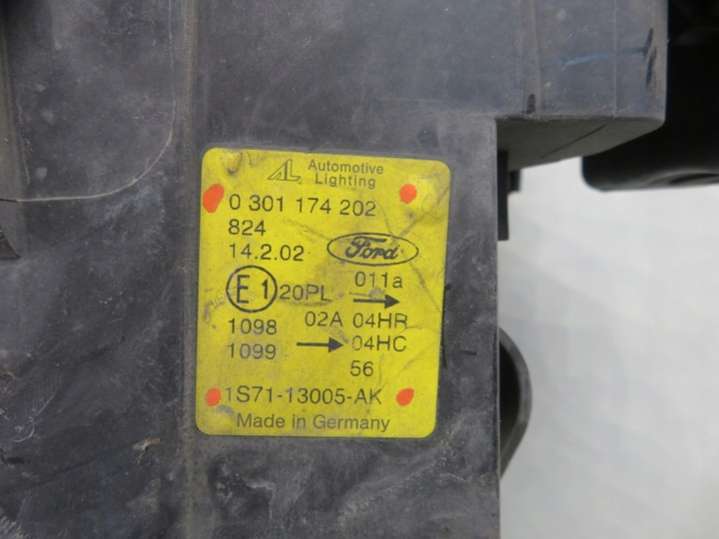 AL Automotive
Lighting
0 301 174 202
824
14.2.02 Ford
E1 20PL 011a →
1098 02A 04HR
1099 → 04HC
56
1S71-13005-AK
Made in Germany